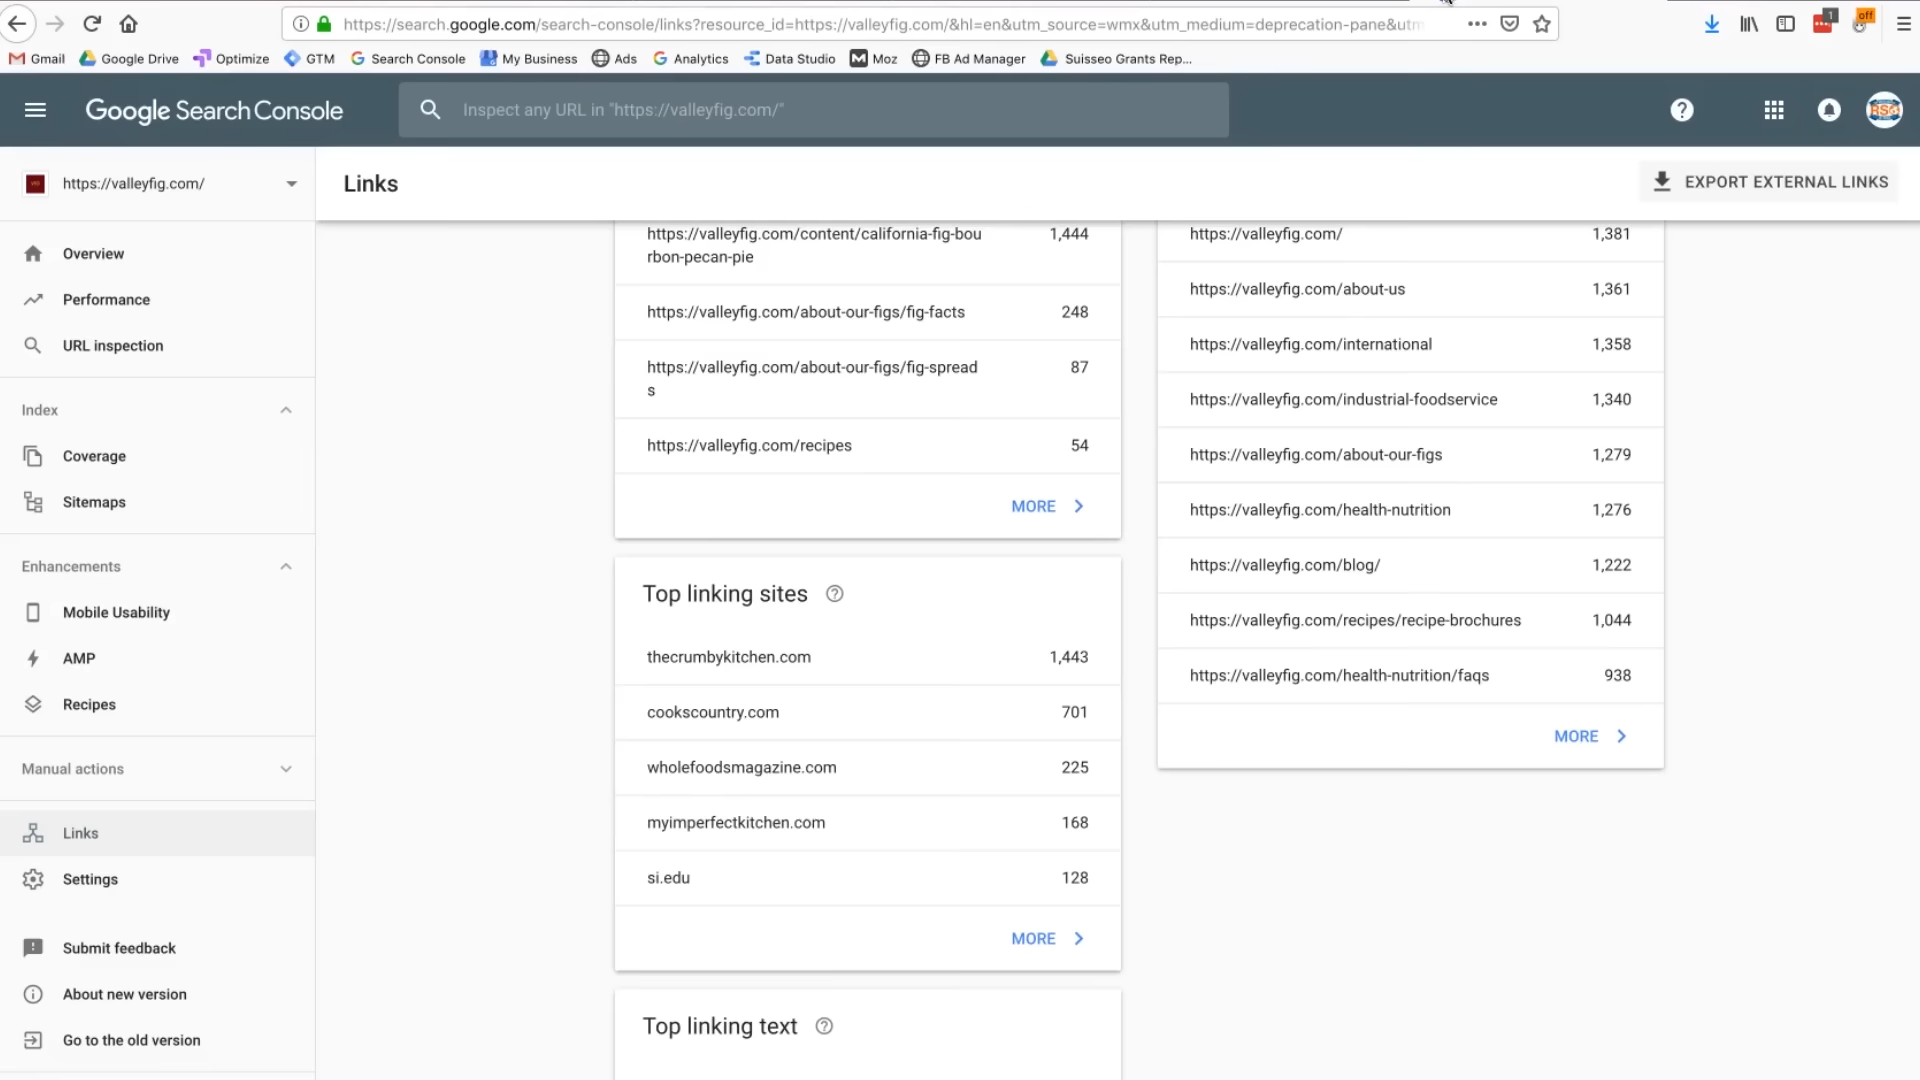 https://search.google.com/search-console/links?resource_id=https://valleyfig.com/&hl=en&utm_source=wmx&utm_medium=deprecation-pane&utm
1
off
Gmail
Google Drive
Optimize
GTM
Search Console
My Business
Ads
Analytics
Data Studio
Moz
FB Ad Manager
Suisseo Grants Rep...
Google Search Console
Inspect any URL in "https://valleyfig.com/"
RSO
https://valleyfig.com/
Links
EXPORT EXTERNAL LINKS
Overview
Performance
URL inspection
Index
Coverage
Sitemaps
Enhancements
Mobile Usability
AMP
Recipes
Manual actions
Links
Settings
Submit feedback
About new version
Go to the old version
https://valleyfig.com/content/california-fig-bou 1,444
rbon-pecan-pie
https://valleyfig.com/about-our-figs/fig-facts 248
https://valleyfig.com/about-our-figs/fig-spread 87
s
https://valleyfig.com/recipes 54
MORE
Top linking sites
thecrumbykitchen.com 1,443
cookscountry.com 701
wholefoodsmagazine.com 225
myimperfectkitchen.com 168
si.edu 128
MORE
Top linking text
https://valleyfig.com/ 1,381
https://valleyfig.com/about-us 1,361
https://valleyfig.com/international 1,358
https://valleyfig.com/industrial-foodservice 1,340
https://valleyfig.com/about-our-figs 1,279
https://valleyfig.com/health-nutrition 1,276
https://valleyfig.com/blog/ 1,222
https://valleyfig.com/recipes/recipe-brochures 1,044
https://valleyfig.com/health-nutrition/faqs 938
MORE